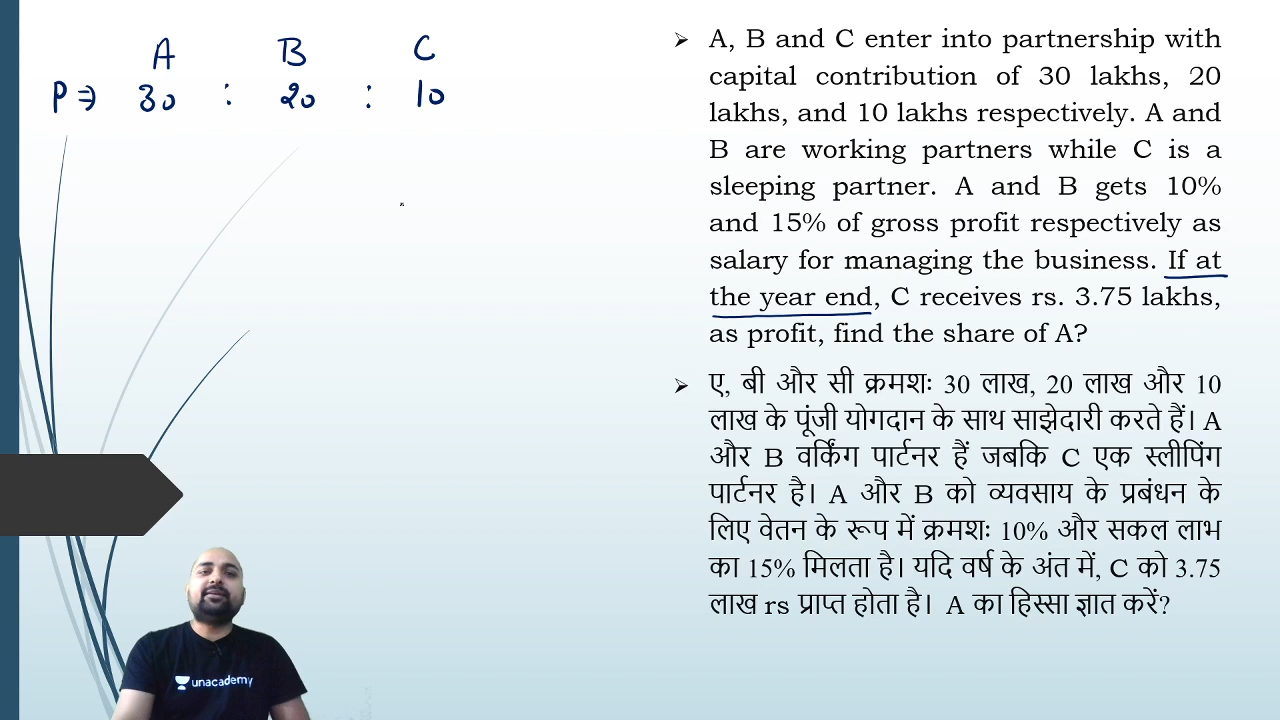 A B C
P ⇒ 30 : 20 : 10
➢ A, B and C enter into partnership with
capital contribution of 30 lakhs, 20
lakhs, and 10 lakhs respectively. A and
B are working partners while C is a
sleeping partner. A and B gets 10%
and 15% of gross profit respectively as
salary for managing the business. If at
the year end, C receives rs. 3.75 lakhs,
as profit, find the share of A?
➢ ए, बी और सी क्रमशः 30 लाख, 20 लाख और 10
लाख के पूंजी योगदान के साथ साझेदारी करते हैं। A
और B वर्किंग पार्टनर हैं जबकि C एक स्लीपिंग
पार्टनर है। A और B को व्यवसाय के प्रबंधन के
लिए वेतन के रूप में क्रमशः 10% और सकल लाभ
का 15% मिलता है। यदि वर्ष के अंत में, C को 3.75
लाख rs प्राप्त होता है। A का हिस्सा ज्ञात करें?
unacademy